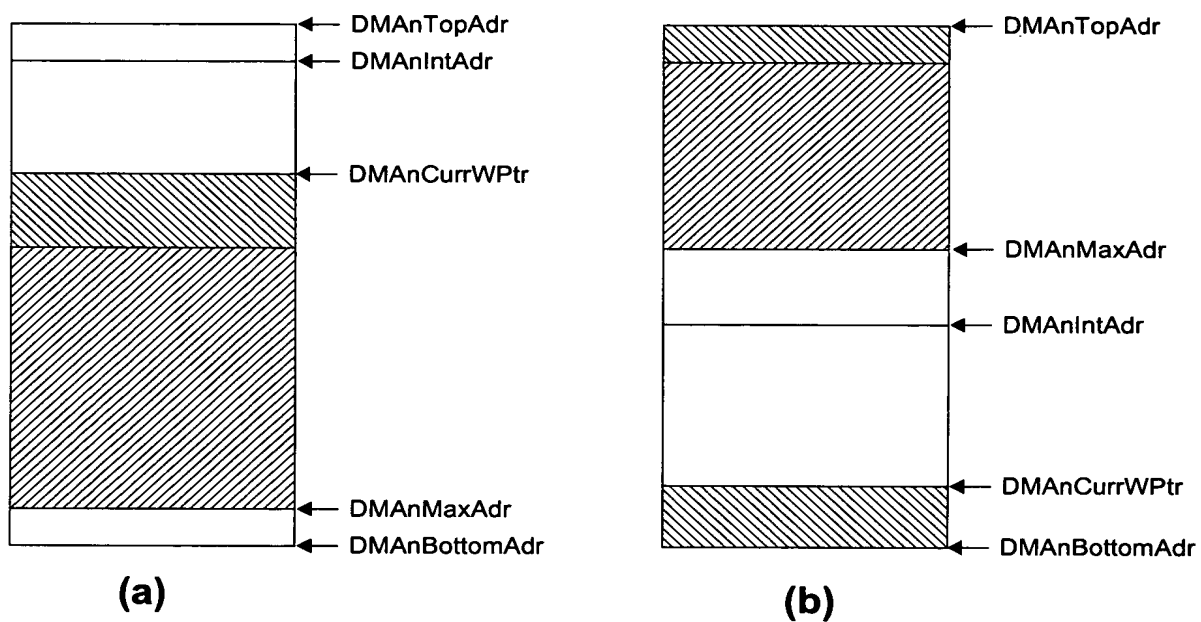 DMAnTopAdr
DMAnIntAdr
DMAnCurrWPtr
DMAnMaxAdr
DMAnBottomAdr
(a)
DMAnTopAdr
DMAnMaxAdr
DMAnIntAdr
DMAnCurrWPtr
DMAnBottomAdr
(b)